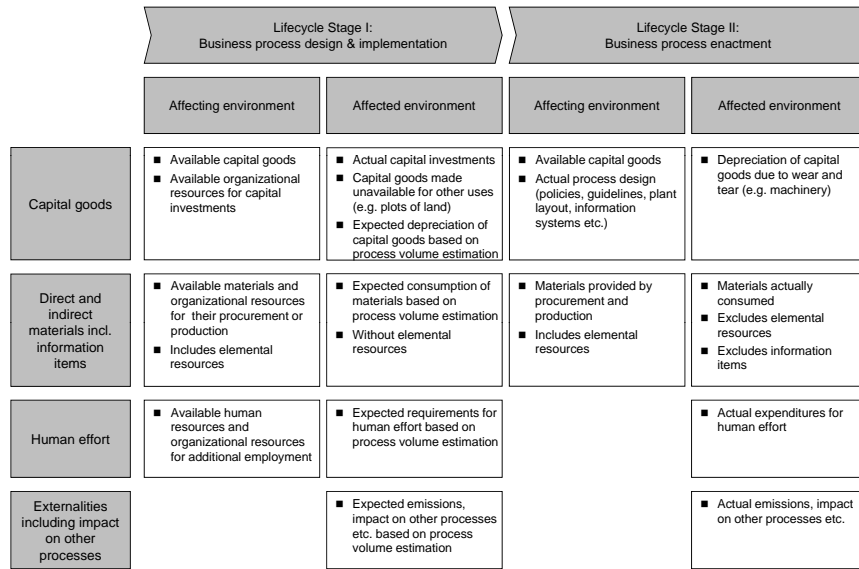 Lifecycle Stage I:
Business process design & implementation
Lifecycle Stage II:
Business process enactment
Affecting environment
Affected environment
Affecting environment
Affected environment
Capital goods
■ Available capital goods
■ Available organizational
resources for capital
investments
■ Actual capital investments
■ Capital goods made
unavailable for other uses
(e.g. plots of land)
■ Expected depreciation of
capital goods based on
process volume estimation
■ Available capital goods
■ Actual process design
(policies, guidelines, plant
layout, information
systems etc.)
■ Depreciation of capital
goods due to wear and
tear (e.g. machinery)
Direct and
indirect
materials incl.
information
items
■ Available materials and
organizational resources
for their procurement or
production
■ Includes elemental
resources
■ Expected consumption of
materials based on
process volume estimation
■ Without elemental
resources
■ Materials provided by
procurement and
production
■ Includes elemental
resources
■ Materials actually
consumed
■ Excludes elemental
resources
■ Excludes information
items
Human effort
■ Available human
resources and
organizational resources
for additional employment
■ Expected requirements for
human effort based on
process volume estimation
■ Actual expenditures for
human effort
Externalities
including impact
on other
processes
■ Expected emissions,
impact on other processes
etc. based on process
volume estimation
■ Actual emissions, impact
on other processes etc.